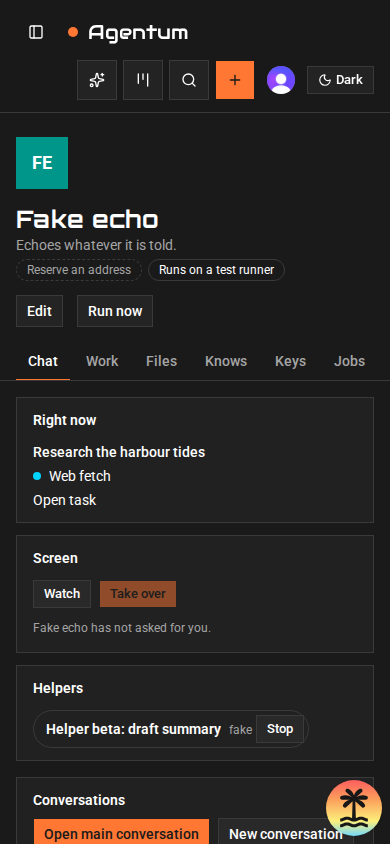 Agentum
Dark
FE
Fake echo
Echoes whatever it is told.
Reserve an address
Runs on a test runner
Edit
Run now
Chat
Work
Files
Knows
Keys
Jobs
Right now
Research the harbour tides
Web fetch
Open task
Screen
Watch
Take over
Fake echo has not asked for you.
Helpers
Helper beta: draft summary fake Stop
Conversations
Open main conversation
New conversation